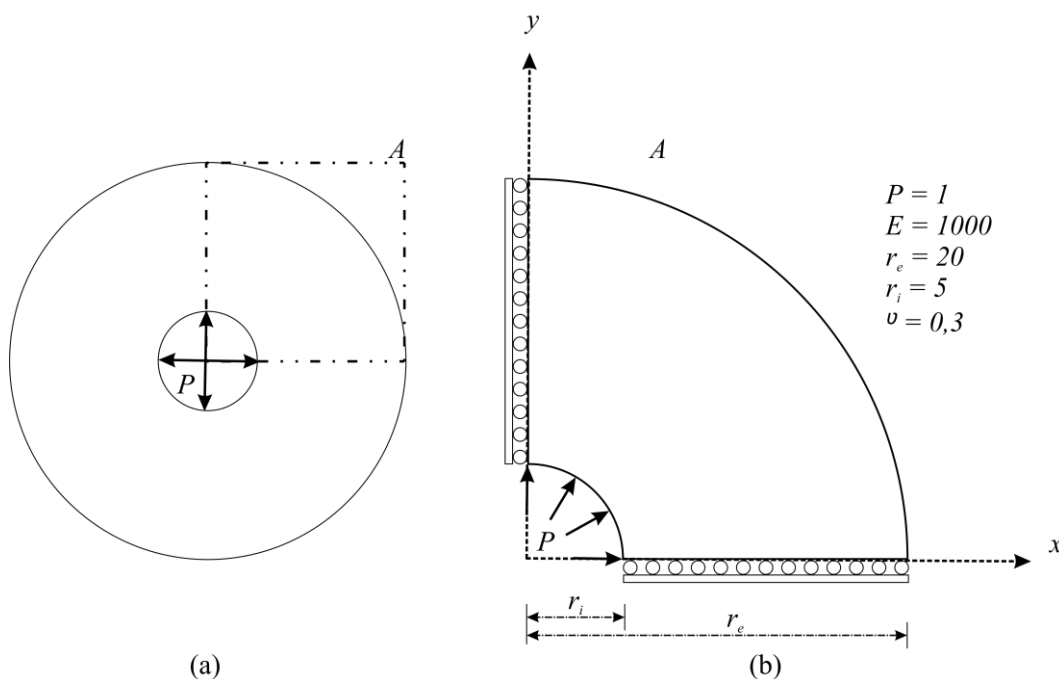 A
P
(a)
y
A
P = 1
E = 1000
r_e = 20
r_i = 5
υ = 0,3
P
x
r_i
r_e
(b)